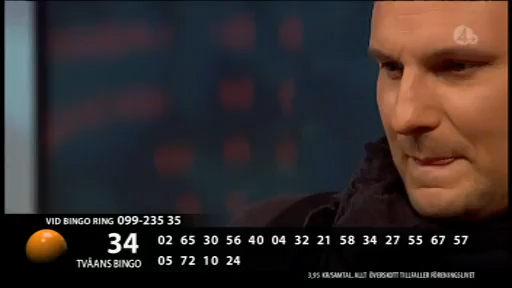 4
VID BINGO RING 099-235 35
34 02 65 30 56 40 04 32 21 58 34 27 55 67 57
TVÅANS BINGO 05 72 10 24
3,95 KR/SAMTAL. ALLT ÖVERSKOTT TILLFALLER FÖRENINGSLIVET